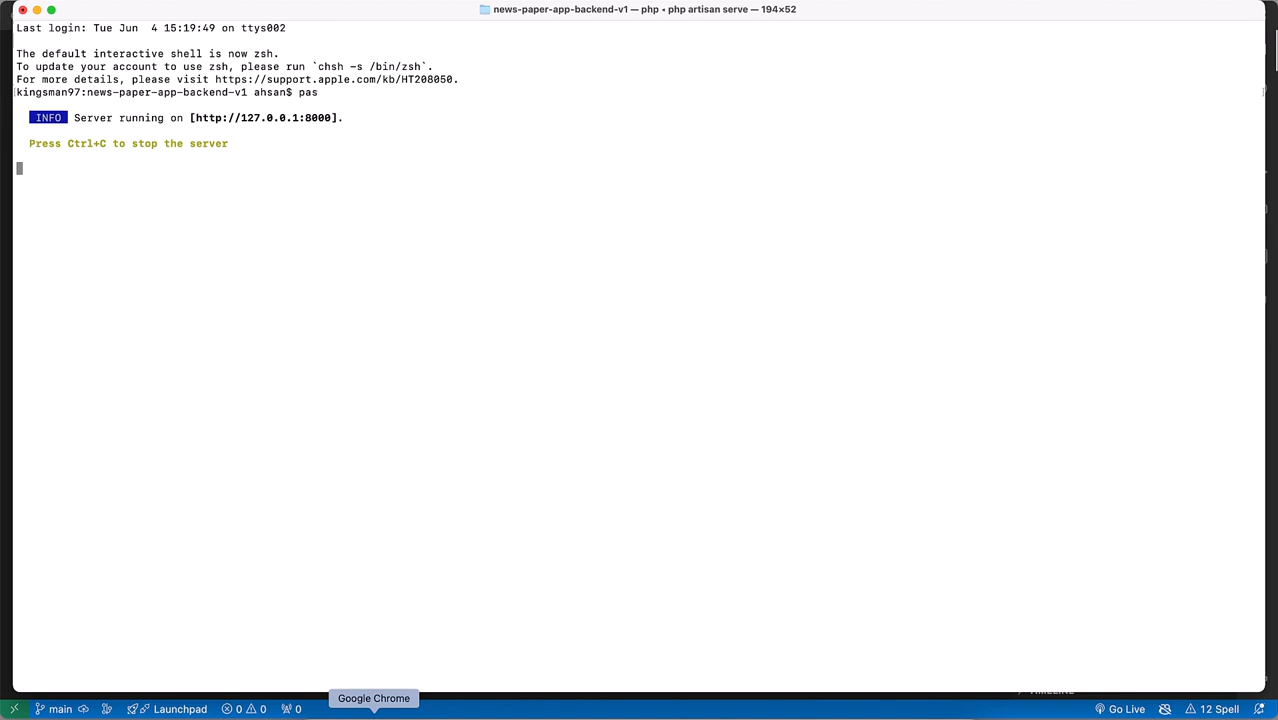 news-paper-app-backend-v1 — php • php artisan serve — 194×52
Last login: Tue Jun  4 15:19:49 on ttys002
The default interactive shell is now zsh.
To update your account to use zsh, please run `chsh -s /bin/zsh`.
For more details, please visit https://support.apple.com/kb/HT208050.
[kingsman97:news-paper-app-backend-v1 ahsan$ pas ]
INFO Server running on [http://127.0.0.1:8000].
Press Ctrl+C to stop the server
TIMELINE
Google Chrome
main Launchpad 0 0 0 Go Live 12 Spell